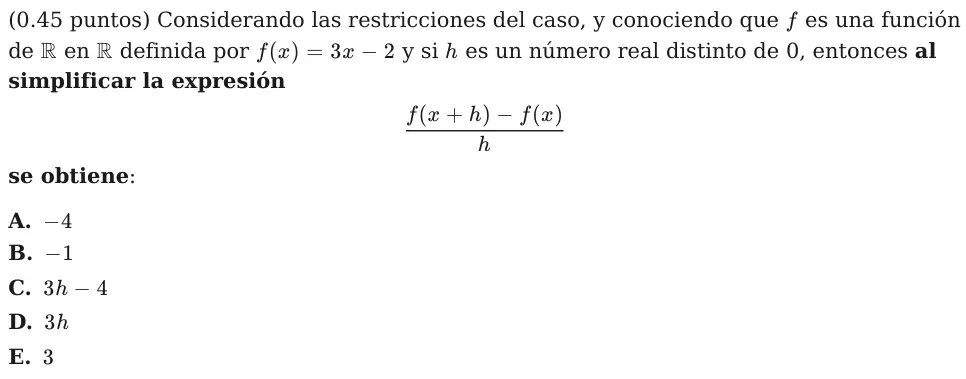 (0.45 puntos) Considerando las restricciones del caso, y conociendo que f es una función
de ℝ en ℝ definida por f(x) = 3x − 2 y si h es un número real distinto de 0, entonces al
simplificar la expresión
f(x + h) − f(x)
h
se obtiene:
A. −4
B. −1
C. 3h − 4
D. 3h
E. 3